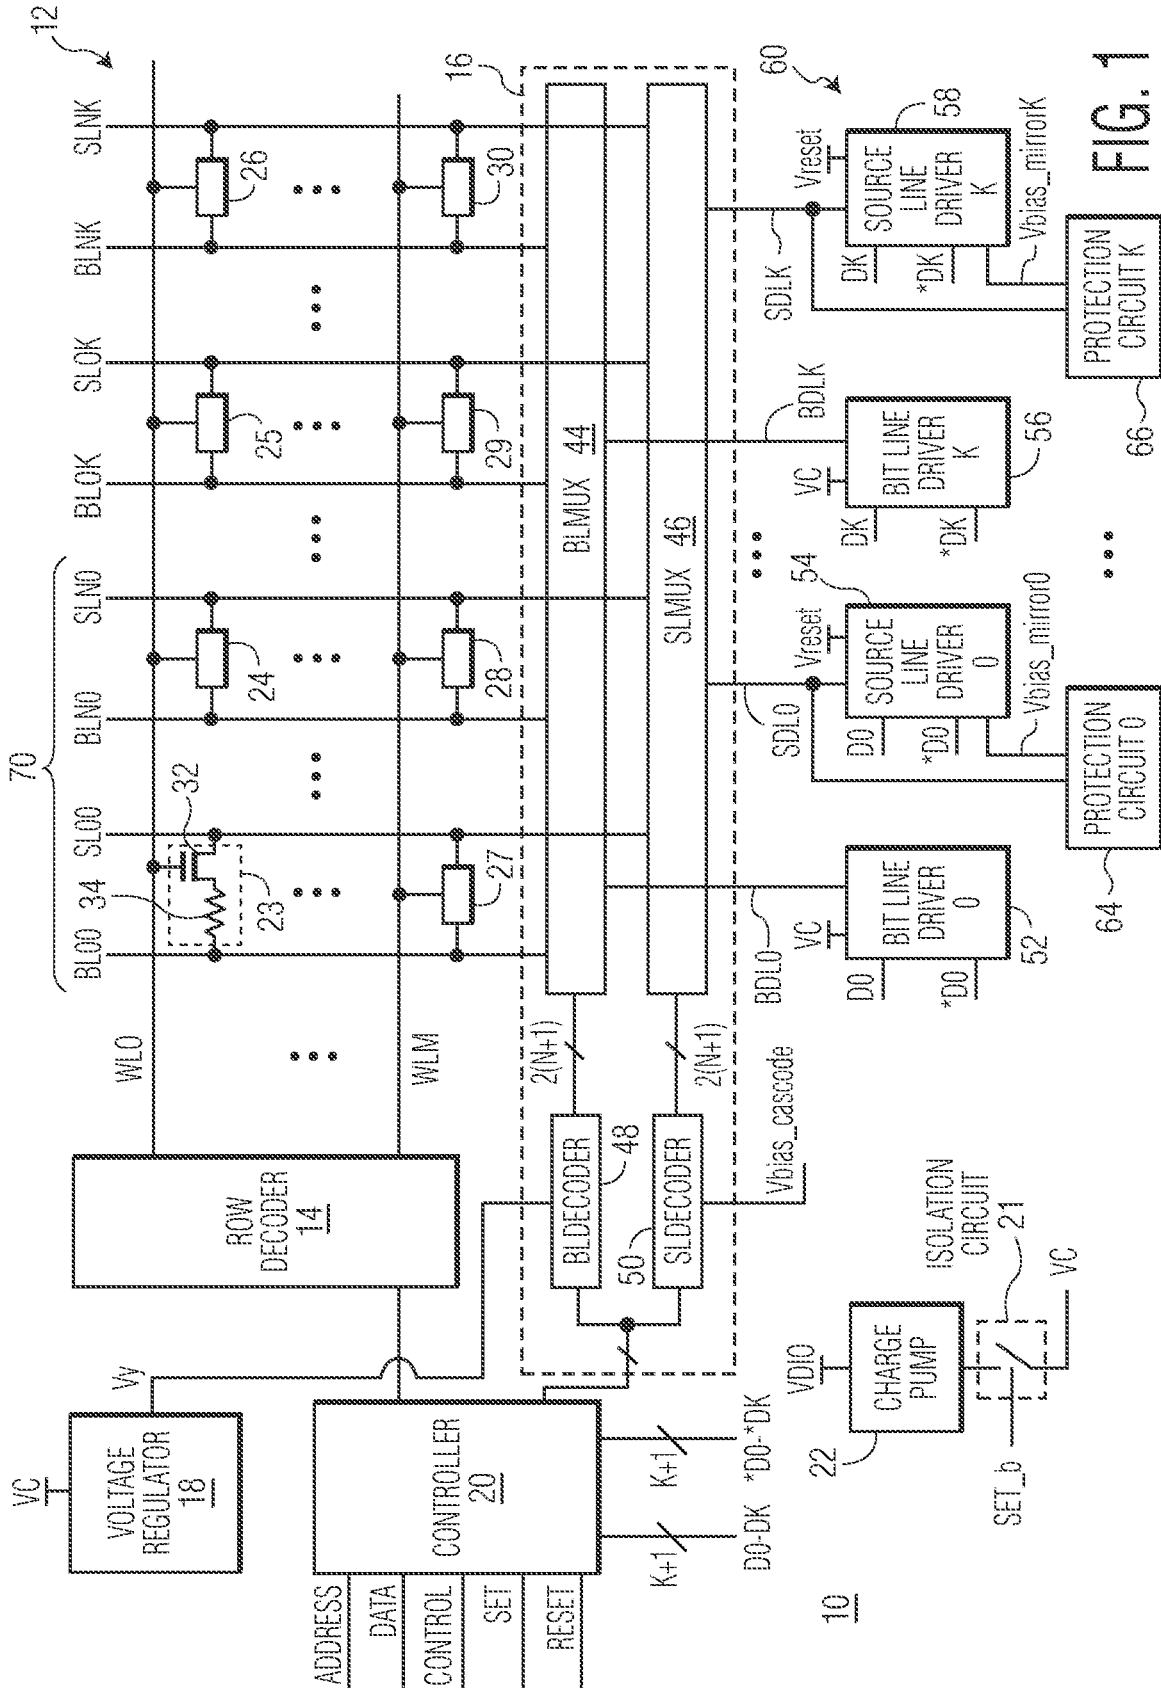 VC
VOLTAGE
REGULATOR
18
Vy
ADDRESS
DATA
CONTROL
SET
RESET
CONTROLLER
20
K+1
K+1
D0-DK
*D0-*DK
ROW
DECODER
14
WL0
WLM
70
BL00
34
SL00
32
BLN0
SLN0
BL0K
SL0K
BLNK
SLNK
12
23
24
25
26
27
28
29
30
16
BLDECODER
48
50
SLDECODER
2(N+1)
2(N+1)
BLMUX
44
SLMUX
46
Vbias_cascode
BDL0
SDL0
BDLK
SDLK
60
VC
D0
*D0
BIT LINE
DRIVER
0
52
Vreset
54
D0
*D0
SOURCE
LINE
DRIVER
0
Vbias_mirror0
VC
DK
*DK
BIT LINE
DRIVER
K
56
Vreset
DK
*DK
SOURCE
LINE
DRIVER
K
58
Vbias_mirrorK
PROTECTION
CIRCUIT 0
64
PROTECTION
CIRCUIT K
66
VDIO
CHARGE
PUMP
22
ISOLATION
CIRCUIT
21
SET_b
VC
10
FIG. 1